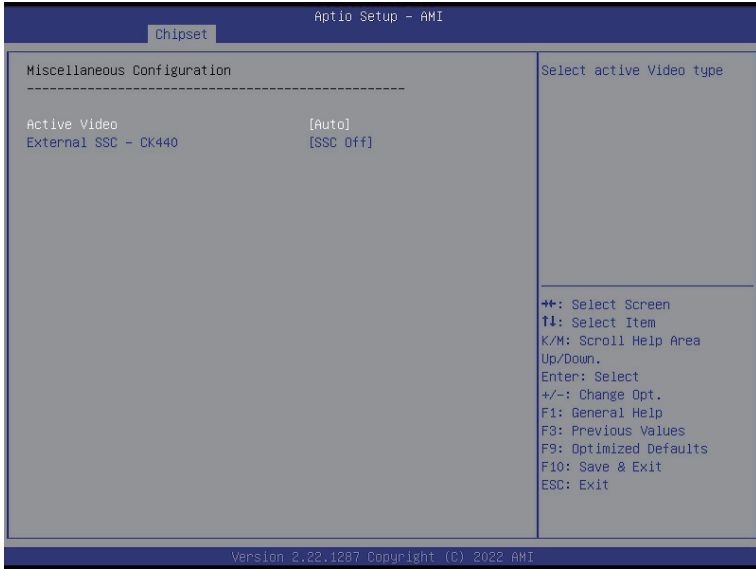 Aptio Setup – AMI
Chipset
Miscellaneous Configuration
--------------------------------------------------
Active Video [Auto]
External SSC – CK440 [SSC Off]
Select active Video type
→←: Select Screen
↑↓: Select Item
K/M: Scroll Help Area
Up/Down.
Enter: Select
+/-: Change Opt.
F1: General Help
F3: Previous Values
F9: Optimized Defaults
F10: Save & Exit
ESC: Exit
Version 2.22.1287 Copyright (C) 2022 AMI